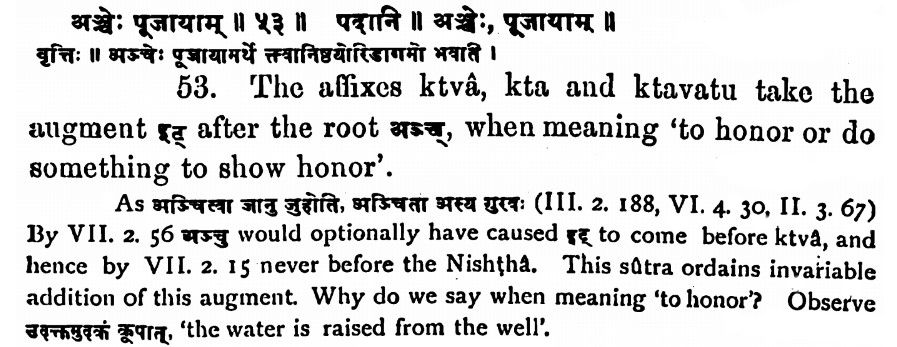 अञ्चेः पूजायाम् ॥ ५३ ॥ पदानि ॥ अञ्चेः, पूजायाम् ॥
वृत्तिः ॥ अञ्चेः पूजायामर्थे क्त्वानिष्ठयोरिडागमो भवति ।
53. The affixes ktvâ, kta and ktavatu take the
augment इट् after the root अञ्च्, when meaning 'to honor or do
something to show honor'.
As अञ्चित्वा जानु जुहोति, अञ्चिता अस्य गुरवः (III. 2. 188, VI. 4. 30, II. 3. 67)
By VII. 2. 56 अञ्चु would optionally have caused इट् to come before ktvâ, and
hence by VII. 2. 15 never before the Nishṭhâ. This sûtra ordains invariable
addition of this augment. Why do we say when meaning 'to honor'? Observe
उदक्तमुदकं कूपात्, 'the water is raised from the well'.